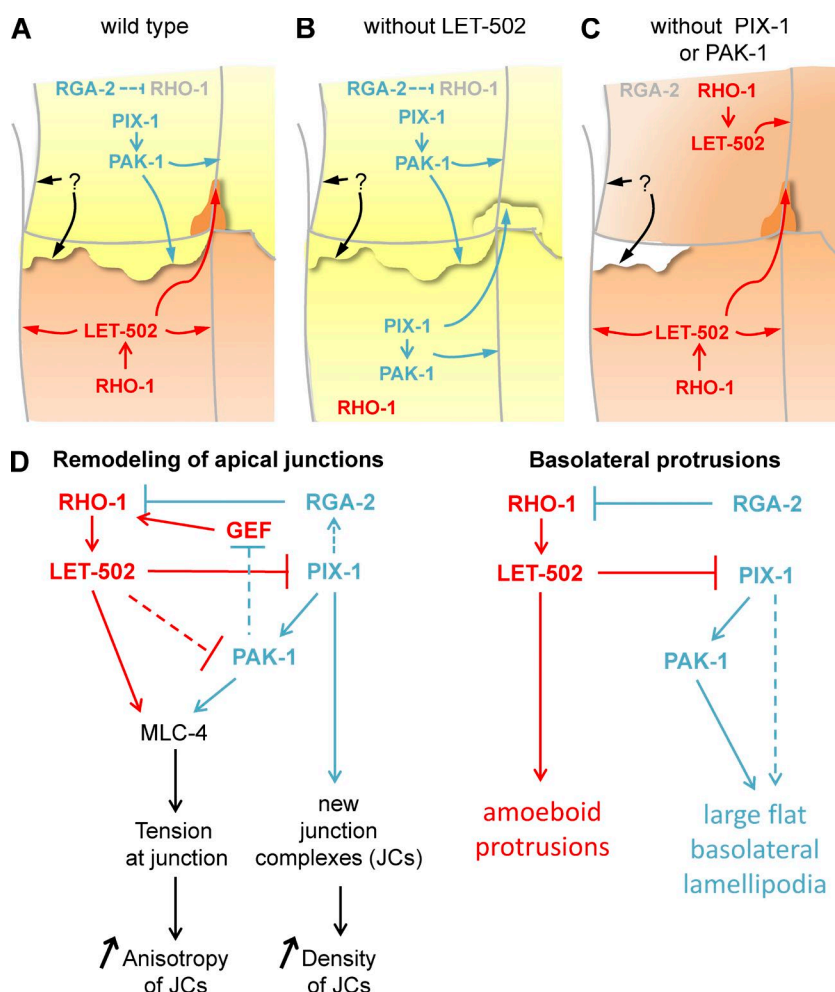 A
wild type
RGA-2
RHO-1
PIX-1
PAK-1
?
LET-502
RHO-1
B
without LET-502
RGA-2
RHO-1
PIX-1
PAK-1
?
PIX-1
PAK-1
RHO-1
C
without PIX-1
or PAK-1
RGA-2
RHO-1
LET-502
?
LET-502
RHO-1
D
Remodeling of apical junctions
RHO-1
RGA-2
GEF
LET-502
PIX-1
PAK-1
MLC-4
Tension
at junction
Anisotropy
of JCs
new
junction
complexes (JCs)
Density
of JCs
Basolateral protrusions
RHO-1
RGA-2
LET-502
PIX-1
PAK-1
amoeboid
protrusions
large flat
basolateral
lamellipodia